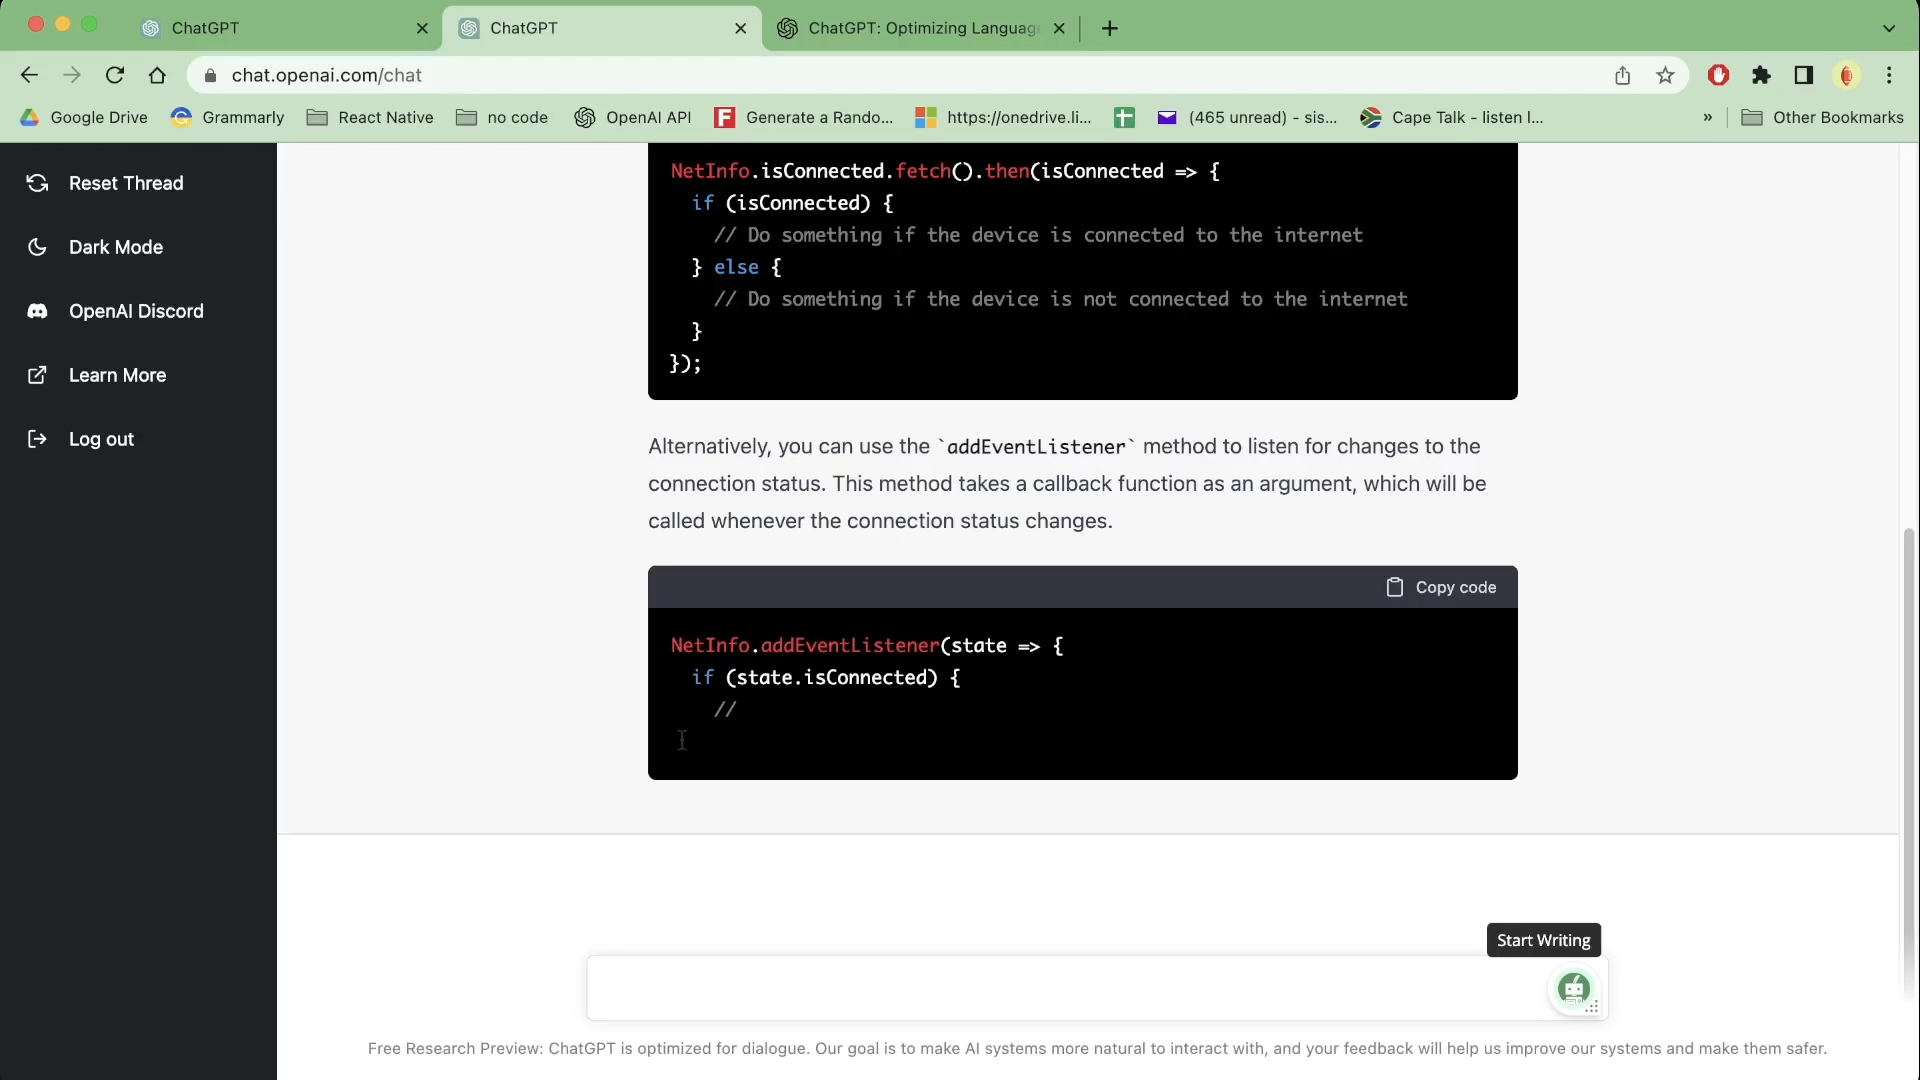 ChatGPT
ChatGPT
ChatGPT: Optimizing Languag
chat.openai.com/chat
Google Drive
Grammarly
React Native
no code
OpenAI API
Generate a Rando...
https://onedrive.li...
(465 unread) - sis...
Cape Talk - listen l...
»
Other Bookmarks
Reset Thread
Dark Mode
OpenAI Discord
Learn More
Log out
NetInfo.isConnected.fetch().then(isConnected => {
if (isConnected) {
// Do something if the device is connected to the internet
} else {
// Do something if the device is not connected to the internet
}
});
Alternatively, you can use the `addEventListener` method to listen for changes to the
connection status. This method takes a callback function as an argument, which will be
called whenever the connection status changes.
Copy code
NetInfo.addEventListener(state => {
if (state.isConnected) {
//
Start Writing
Free Research Preview: ChatGPT is optimized for dialogue. Our goal is to make AI systems more natural to interact with, and your feedback will help us improve our systems and make them safer.